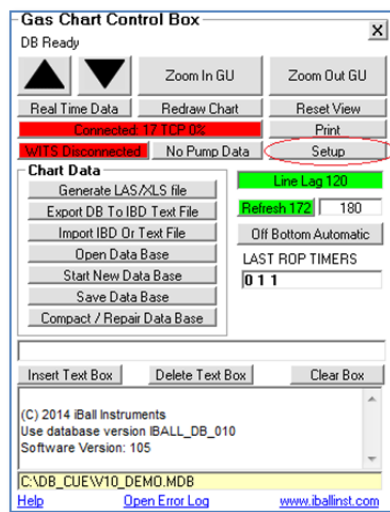 Gas Chart Control Box
X
DB Ready
Zoom In GU Zoom Out GU
Real Time Data Redraw Chart Reset View
Connected: 17 TCP 0% Print
WITS Disconnected No Pump Data Setup
Chart Data
Line Lag 120
Generate LAS/XLS file
Refresh 172 180
Export DB To IBD Text File
Import IBD Or Text File
Off Bottom Automatic
Open Data Base
LAST ROP TIMERS
Start New Data Base
0 1 1
Save Data Base
Compact / Repair Data Base
Insert Text Box Delete Text Box Clear Box
(C) 2014 iBall Instruments
Use database version IBALL_DB_010
Software Version: 105
C:\DB_CUE\V10_DEMO.MDB
Help Open Error Log www.iballinst.com